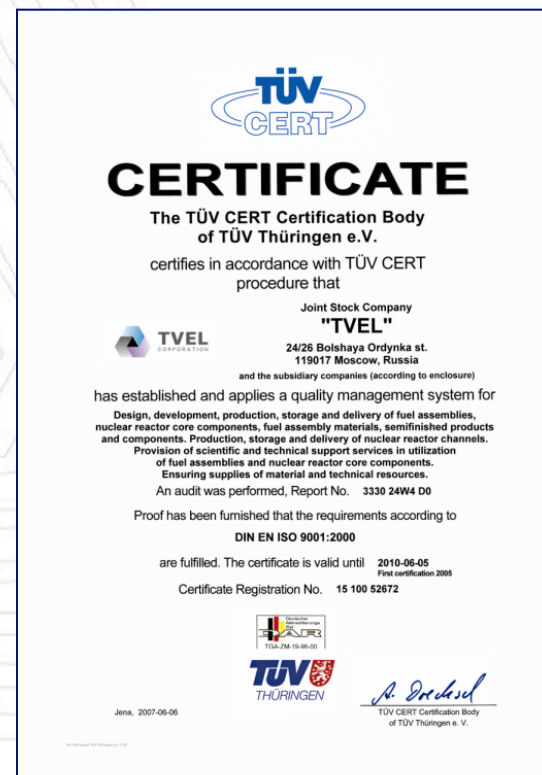 TÜV
CERT
CERTIFICATE
The TÜV CERT Certification Body
of TÜV Thüringen e.V.
certifies in accordance with TÜV CERT
procedure that
Joint Stock Company
"TVEL"
TVEL
CORPORATION
24/26 Bolshaya Ordynka st.
119017 Moscow, Russia
and the subsidiary companies (according to enclosure)
has established and applies a quality management system for
Design, development, production, storage and delivery of fuel assemblies,
nuclear reactor core components, fuel assembly materials, semifinished products
and components. Production, storage and delivery of nuclear reactor channels.
Provision of scientific and technical support services in utilization
of fuel assemblies and nuclear reactor core components.
Ensuring supplies of material and technical resources.
An audit was performed, Report No. 3330 24W4 D0
Proof has been furnished that the requirements according to
DIN EN ISO 9001:2000
are fulfilled. The certificate is valid until 2010-06-05
First certification 2005
Certificate Registration No. 15 100 52672
Deutscher
Akkreditierungs
Rat
DAR
TGA-ZM-19-96-00
TÜV
THÜRINGEN
Jena, 2007-06-06
TÜV CERT Certification Body
of TÜV Thüringen e. V.